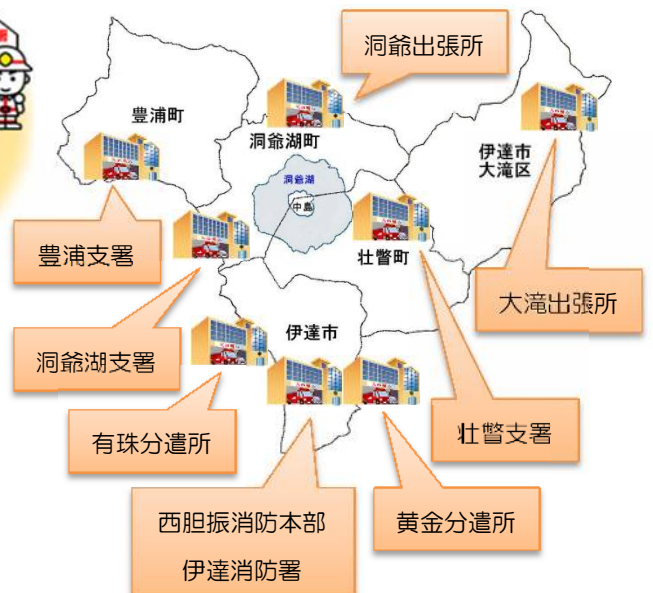 洞爺出張所
豊浦町
洞爺湖町
伊達市
大滝区
洞爺湖
中島
壮瞥町
豊浦支署
大滝出張所
伊達市
洞爺湖支署
有珠分遣所
壮瞥支署
西胆振消防本部
伊達消防署
黄金分遣所